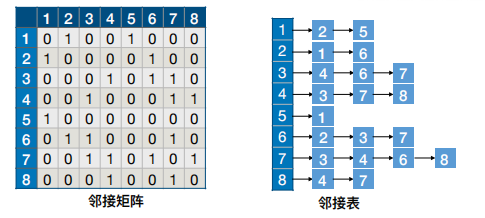 1 2 3 4 5 6 7 8
1 0 1 0 0 1 0 0 0
2 1 0 0 0 0 1 0 0
3 0 0 0 1 0 1 1 0
4 0 0 1 0 0 0 1 1
5 1 0 0 0 0 0 0 0
6 0 1 1 0 0 0 1 0
7 0 0 1 1 0 1 0 1
8 0 0 0 1 0 0 1 0
邻接矩阵
1 2 5
2 1 6
3 4 6 7
4 3 7 8
5 1
6 2 3 7
7 3 4 6 8
8 4 7
邻接表